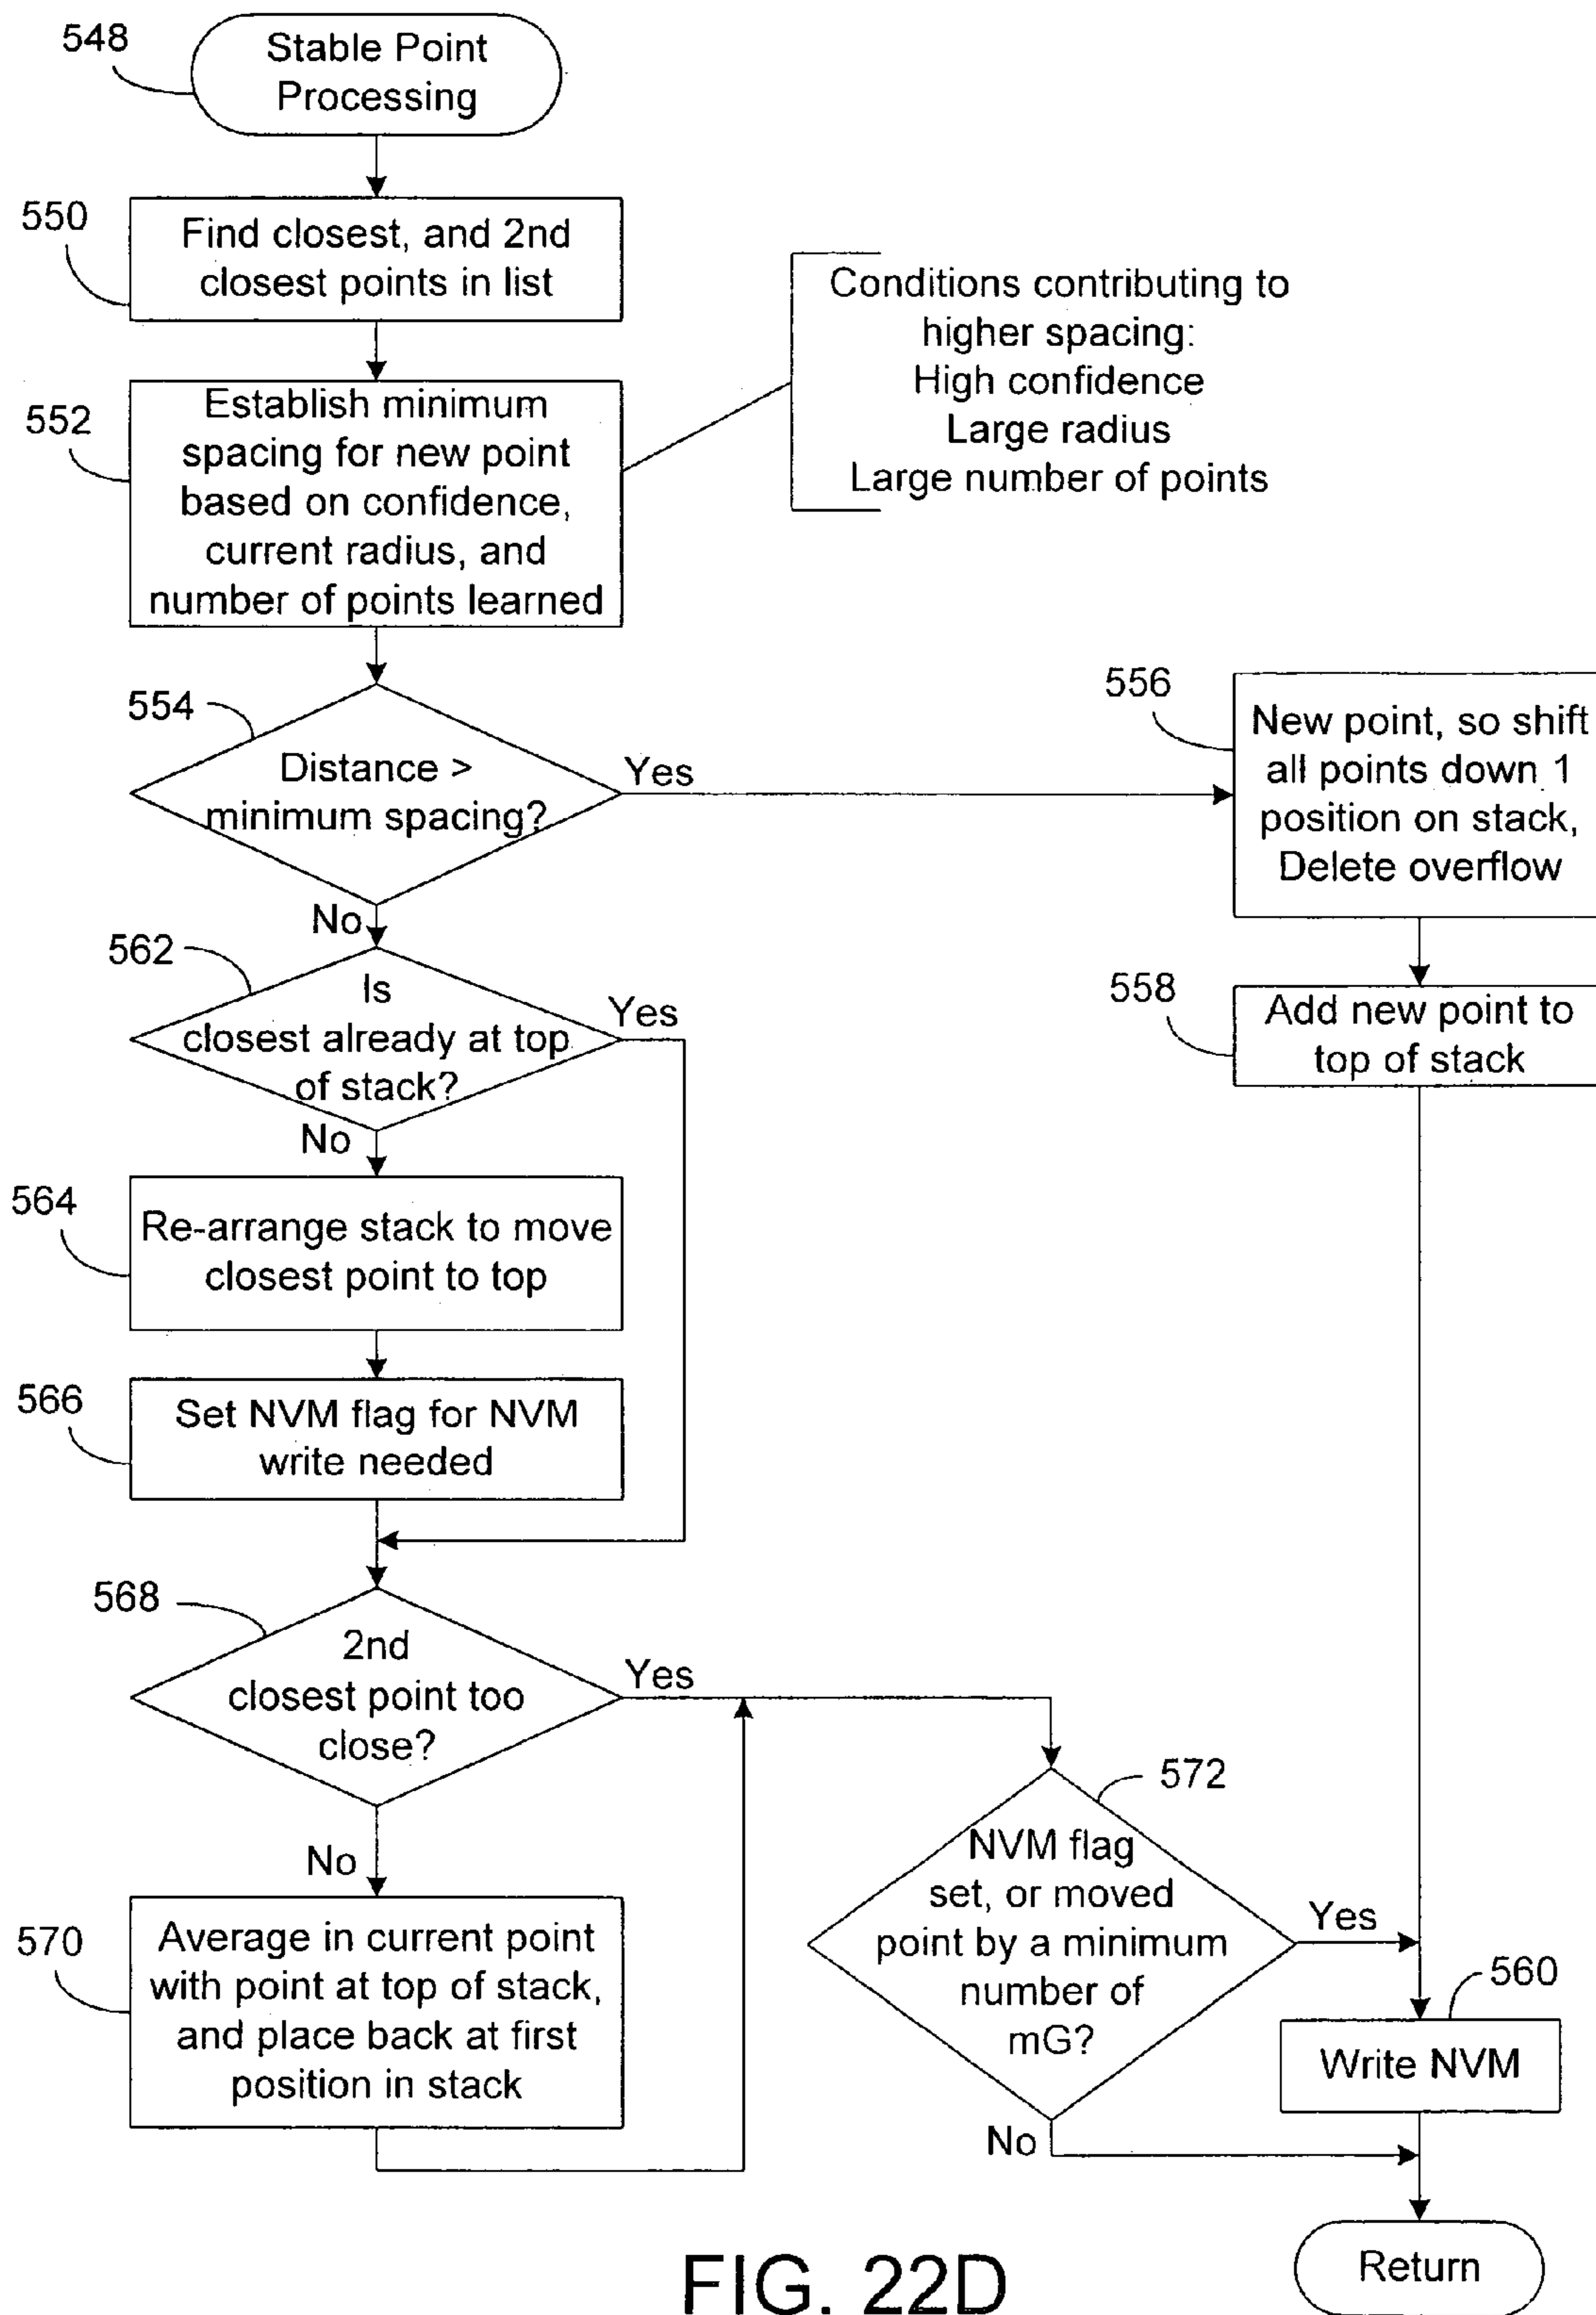 548
Stable Point
Processing
550
Find closest, and 2nd
closest points in list
Conditions contributing to
higher spacing:
High confidence
Large radius
Large number of points
552
Establish minimum
spacing for new point
based on confidence,
current radius, and
number of points learned
554
Distance >
minimum spacing?
Yes
No
556
New point, so shift
all points down 1
position on stack,
Delete overflow
558
Add new point to
top of stack
562
Is
closest already at top
of stack?
Yes
No
564
Re-arrange stack to move
closest point to top
566
Set NVM flag for NVM
write needed
568
2nd
closest point too
close?
Yes
No
570
Average in current point
with point at top of stack,
and place back at first
position in stack
572
NVM flag
set, or moved
point by a minimum
number of
mG?
Yes
No
560
Write NVM
Return
FIG. 22D